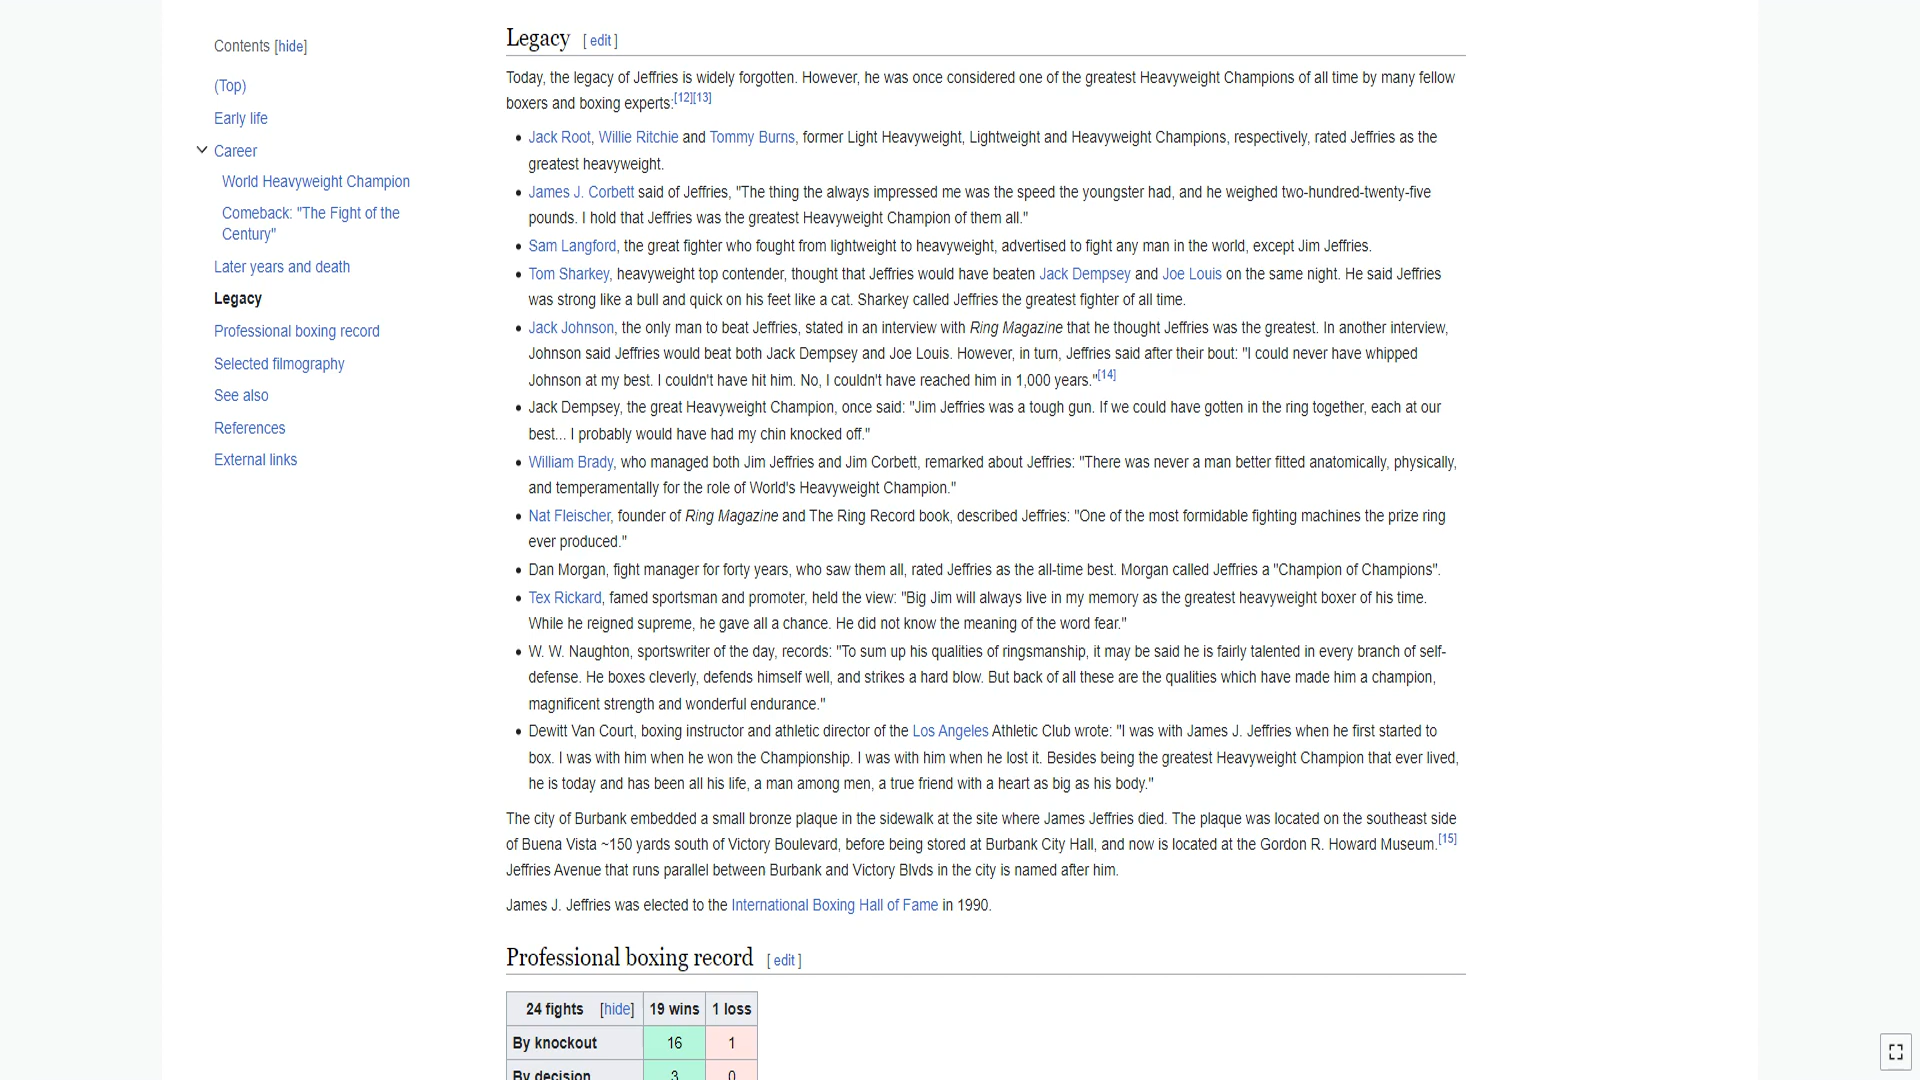 Contents [hide]
(Top)
Early life
Career
World Heavyweight Champion
Comeback: "The Fight of the
Century"
Later years and death
Legacy
Professional boxing record
Selected filmography
See also
References
External links
Legacy [ edit ]
Today, the legacy of Jeffries is widely forgotten. However, he was once considered one of the greatest Heavyweight Champions of all time by many fellow
boxers and boxing experts:[12][13]
• Jack Root, Willie Ritchie and Tommy Burns, former Light Heavyweight, Lightweight and Heavyweight Champions, respectively, rated Jeffries as the
greatest heavyweight.
• James J. Corbett said of Jeffries, "The thing the always impressed me was the speed the youngster had, and he weighed two-hundred-twenty-five
pounds. I hold that Jeffries was the greatest Heavyweight Champion of them all."
• Sam Langford, the great fighter who fought from lightweight to heavyweight, advertised to fight any man in the world, except Jim Jeffries.
• Tom Sharkey, heavyweight top contender, thought that Jeffries would have beaten Jack Dempsey and Joe Louis on the same night. He said Jeffries
was strong like a bull and quick on his feet like a cat. Sharkey called Jeffries the greatest fighter of all time.
• Jack Johnson, the only man to beat Jeffries, stated in an interview with Ring Magazine that he thought Jeffries was the greatest. In another interview,
Johnson said Jeffries would beat both Jack Dempsey and Joe Louis. However, in turn, Jeffries said after their bout: "I could never have whipped
Johnson at my best. I couldn't have hit him. No, I couldn't have reached him in 1,000 years."[14]
• Jack Dempsey, the great Heavyweight Champion, once said: "Jim Jeffries was a tough gun. If we could have gotten in the ring together, each at our
best... I probably would have had my chin knocked off."
• William Brady, who managed both Jim Jeffries and Jim Corbett, remarked about Jeffries: "There was never a man better fitted anatomically, physically,
and temperamentally for the role of World's Heavyweight Champion."
• Nat Fleischer, founder of Ring Magazine and The Ring Record book, described Jeffries: "One of the most formidable fighting machines the prize ring
ever produced."
• Dan Morgan, fight manager for forty years, who saw them all, rated Jeffries as the all-time best. Morgan called Jeffries a "Champion of Champions".
• Tex Rickard, famed sportsman and promoter, held the view: "Big Jim will always live in my memory as the greatest heavyweight boxer of his time.
While he reigned supreme, he gave all a chance. He did not know the meaning of the word fear."
• W. W. Naughton, sportswriter of the day, records: "To sum up his qualities of ringsmanship, it may be said he is fairly talented in every branch of self-
defense. He boxes cleverly, defends himself well, and strikes a hard blow. But back of all these are the qualities which have made him a champion,
magnificent strength and wonderful endurance."
• Dewitt Van Court, boxing instructor and athletic director of the Los Angeles Athletic Club wrote: "I was with James J. Jeffries when he first started to
box. I was with him when he won the Championship. I was with him when he lost it. Besides being the greatest Heavyweight Champion that ever lived,
he is today and has been all his life, a man among men, a true friend with a heart as big as his body."
The city of Burbank embedded a small bronze plaque in the sidewalk at the site where James Jeffries died. The plaque was located on the southeast side
of Buena Vista ~150 yards south of Victory Boulevard, before being stored at Burbank City Hall, and now is located at the Gordon R. Howard Museum.[15]
Jeffries Avenue that runs parallel between Burbank and Victory Blvds in the city is named after him.
James J. Jeffries was elected to the International Boxing Hall of Fame in 1990.
Professional boxing record [ edit ]
24 fights [hide] 19 wins 1 loss
By knockout 16 1
By decision 3 0